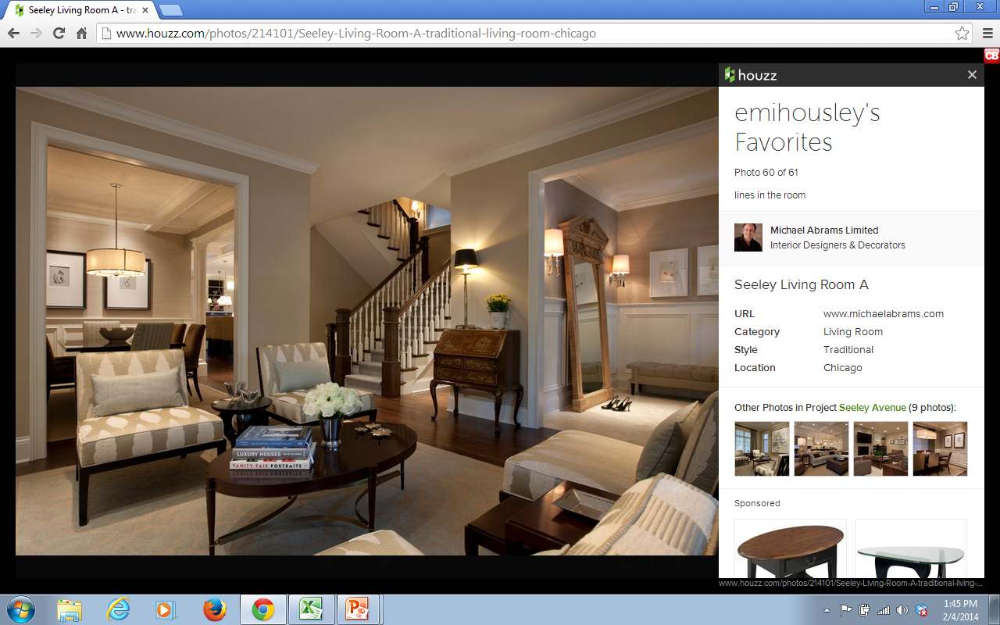 Seeley Living Room A - tra
www.houzz.com/photos/214101/Seeley-Living-Room-A-traditional-living-room-chicago
CB
houzz
emihousley's
Favorites
Photo 60 of 61
lines in the room
Michael Abrams Limited
Interior Designers & Decorators
Seeley Living Room A
URL www.michaelabrams.com
Category Living Room
Style Traditional
Location Chicago
Other Photos in Project Seeley Avenue (9 photos):
Sponsored
LUXURY HOUSES
VANITY FAIR PORTRAITS
www.houzz.com/photos/214101/Seeley-Living-Room-A-traditional-living-...
1:45 PM
2/4/2014